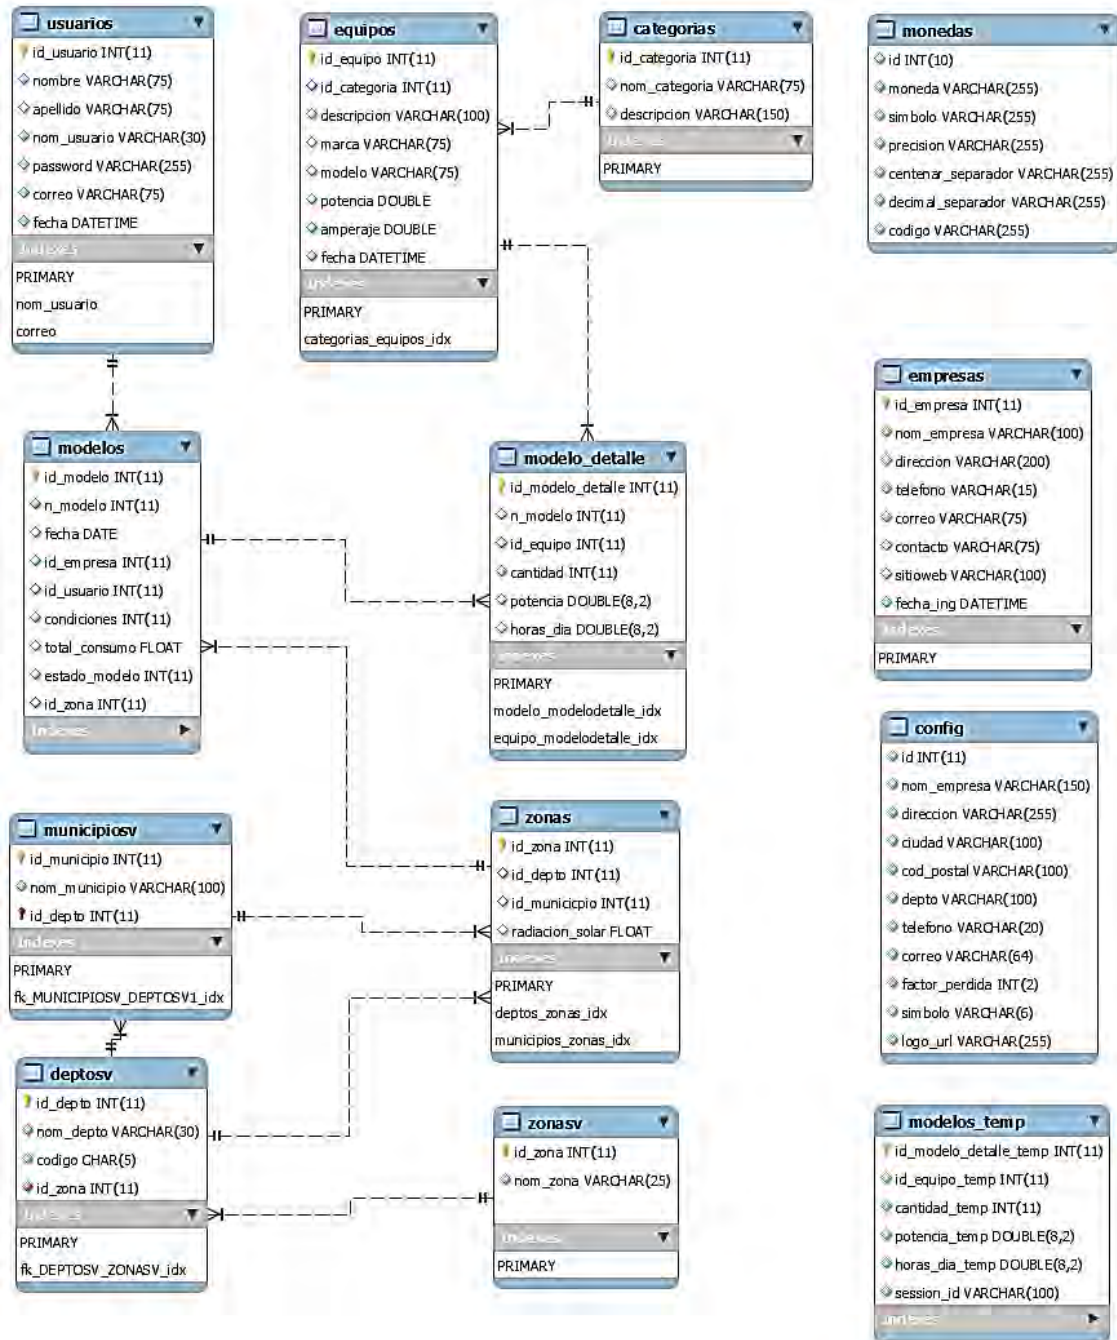 usuarios
id_usuario INT(11)
nombre VARCHAR(75)
apellido VARCHAR(75)
nom_usuario VARCHAR(30)
password VARCHAR(255)
correo VARCHAR(75)
fecha DATETIME
Indexes
PRIMARY
nom_usuario
correo
equipos
id_equipo INT(11)
id_categoria INT(11)
descripcion VARCHAR(100)
marca VARCHAR(75)
modelo VARCHAR(75)
potencia DOUBLE
amperaje DOUBLE
fecha DATETIME
Indexes
PRIMARY
categorias_equipos_idx
categorias
id_categoria INT(11)
nom_categoria VARCHAR(75)
descripcion VARCHAR(150)
Indexes
PRIMARY
monedas
id INT(10)
moneda VARCHAR(255)
simbolo VARCHAR(255)
precision VARCHAR(255)
centenar_separador VARCHAR(255)
decimal_separador VARCHAR(255)
codigo VARCHAR(255)
modelos
id_modelo INT(11)
n_modelo INT(11)
fecha DATE
id_empresa INT(11)
id_usuario INT(11)
condiciones INT(11)
total_consumo FLOAT
estado_modelo INT(11)
id_zona INT(11)
Indexes
modelo_detalle
id_modelo_detalle INT(11)
n_modelo INT(11)
id_equipo INT(11)
cantidad INT(11)
potencia DOUBLE(8,2)
horas_dia DOUBLE(8,2)
Indexes
PRIMARY
modelo_modelodetalle_idx
equipo_modelodetalle_idx
empresas
id_empresa INT(11)
nom_empresa VARCHAR(100)
direccion VARCHAR(200)
telefono VARCHAR(15)
correo VARCHAR(75)
contacto VARCHAR(75)
sitioweb VARCHAR(100)
fecha_ing DATETIME
Indexes
PRIMARY
config
id INT(11)
nom_empresa VARCHAR(150)
direccion VARCHAR(255)
ciudad VARCHAR(100)
cod_postal VARCHAR(100)
depto VARCHAR(100)
telefono VARCHAR(20)
correo VARCHAR(64)
factor_perdida INT(2)
simbolo VARCHAR(6)
logo_url VARCHAR(255)
municipiosv
id_municipio INT(11)
nom_municipio VARCHAR(100)
id_depto INT(11)
Indexes
PRIMARY
fk_MUNICIPIOSV_DEPTOSV1_idx
zonas
id_zona INT(11)
id_depto INT(11)
id_municicpio INT(11)
radiacion_solar FLOAT
Indexes
PRIMARY
deptos_zonas_idx
municipios_zonas_idx
deptosv
id_depto INT(11)
nom_depto VARCHAR(30)
codigo CHAR(5)
id_zona INT(11)
Indexes
PRIMARY
fk_DEPTOSV_ZONASV_idx
zonasv
id_zona INT(11)
nom_zona VARCHAR(25)
Indexes
PRIMARY
modelos_temp
id_modelo_detalle_temp INT(11)
id_equipo_temp INT(11)
cantidad_temp INT(11)
potencia_temp DOUBLE(8,2)
horas_dia_temp DOUBLE(8,2)
session_id VARCHAR(100)
Indexes